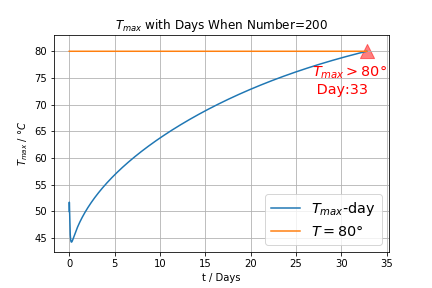 T_max with Days When Number=200
T_max / °C
80
75
70
65
60
55
50
45
T_max > 80°
Day:33
T_max-day
T = 80°
0
5
10
15
20
25
30
35
t / Days